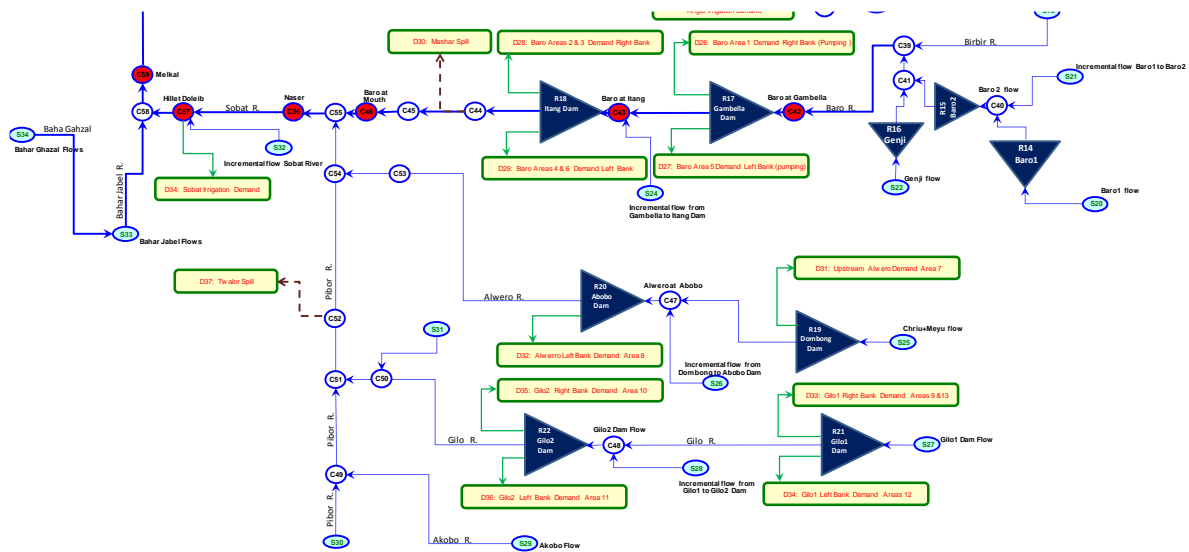 D30: Mashar Spill
D28: Baro Areas 2 & 3 Demand Right Bank
D26: Baro Area 1 Demand Right Bank (Pumping )
C39
Birbir R.
C59
Melkal
C41
S21
Incremental flow Baro1 to Baro2
Baro 2 flow
R15
Baro2
C40
Hillet Doleib
Naser
Baro at
Mouth
R18
Itang Dam
Baro at Itang
R17
Gambella
Dam
Baro at Gambella
C58
C57
Sobat R.
C56
C55
C46
C45
C44
C43
C42
Baro R.
R16
Genji
R14
Baro1
S34
Baha Gahzal
Bahar Ghazal Flows
S32
Incremental flow Sobat River
D29: Baro Areas 4 & 6 Demand Left Bank
D27: Baro Area 5 Demand Left Bank (pumping)
C54
C53
D34: Sobat Irrigation Demand
S24
Incremental flow from
Gambella to Itang Dam
S22
Genji flow
Baro1 flow
S20
Bahar Jabel R.
S33
Bahar Jabel Flows
D37: Twalor Spill
Pibor R.
R20
Abobo
Dam
Alwero at Abobo
D31: Upstream Alwero Demand Area 7
Alwero R.
C47
C52
S31
R19
Dombong
Dam
Chriu+Meyu flow
S25
D32: Alwerro Left Bank Demand Area 8
Incremental flow from
Dombong to Abobo Dam
S26
C51
C50
D35: Gilo2 Right Bank Demand Area 10
D33: Gilo1 Right Bank Demand Areas 9 &13
Pibor R.
Gilo R.
R22
Gilo2
Dam
Gilo2 Dam Flow
C48
Gilo R.
R21
Gilo1
Dam
Gilo1 Dam Flow
S27
C49
S28
Incremental flow from
Gilo1 to Gilo2 Dam
D36: Gilo2 Left Bank Demand Area 11
D34: Gilo1 Left Bank Demand Areas 12
Pibor R.
S30
Akobo R.
S29
Akobo Flow